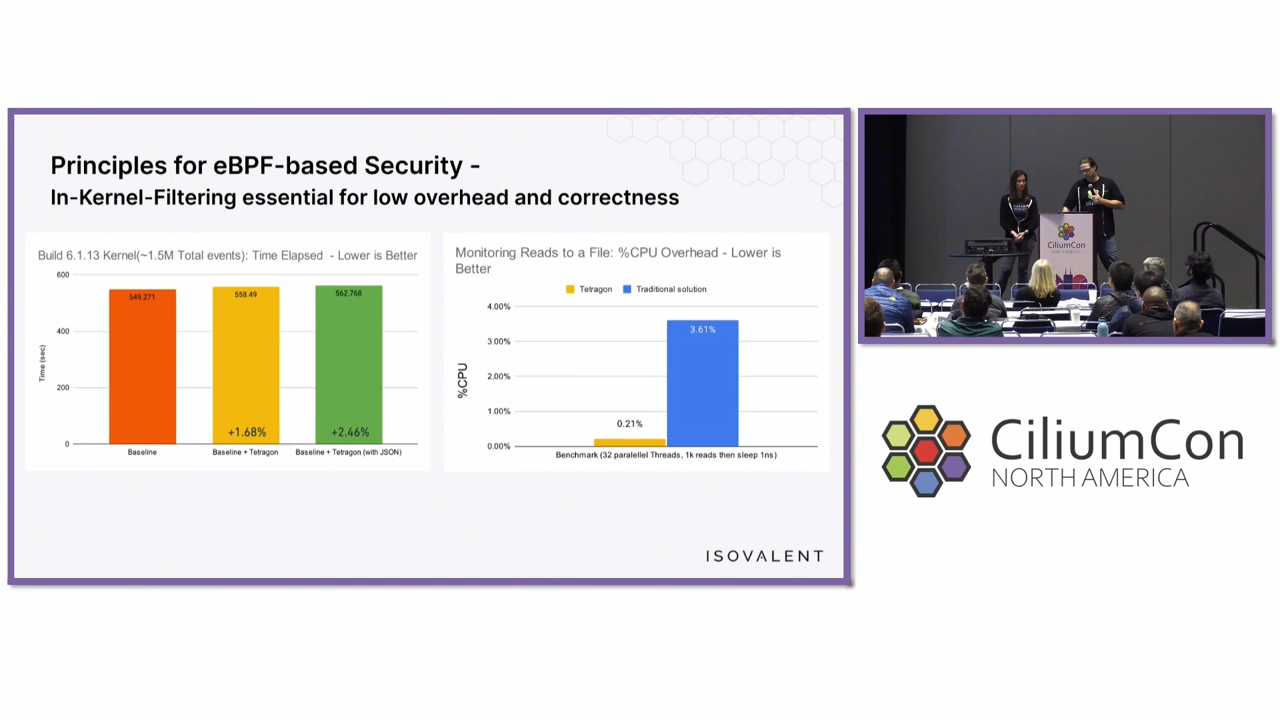 Principles for eBPF-based Security -
In-Kernel-Filtering essential for low overhead and correctness
Build 6.1.13 Kernel(~1.5M Total events): Time Elapsed - Lower is Better
600
400
200
0
Time (sec)
549.271
558.49
562.768
+1.68%
+2.46%
Baseline
Baseline + Tetragon
Baseline + Tetragon (with JSON)
Monitoring Reads to a File: %CPU Overhead - Lower is
Better
Tetragon
Traditional solution
4.00%
3.00%
2.00%
1.00%
0.00%
%CPU
0.21%
3.61%
Benchmark (32 paralellel Threads, 1k reads then sleep 1ns)
ISOVALENT
CiliumCon
CiliumCon
NORTH AMERICA